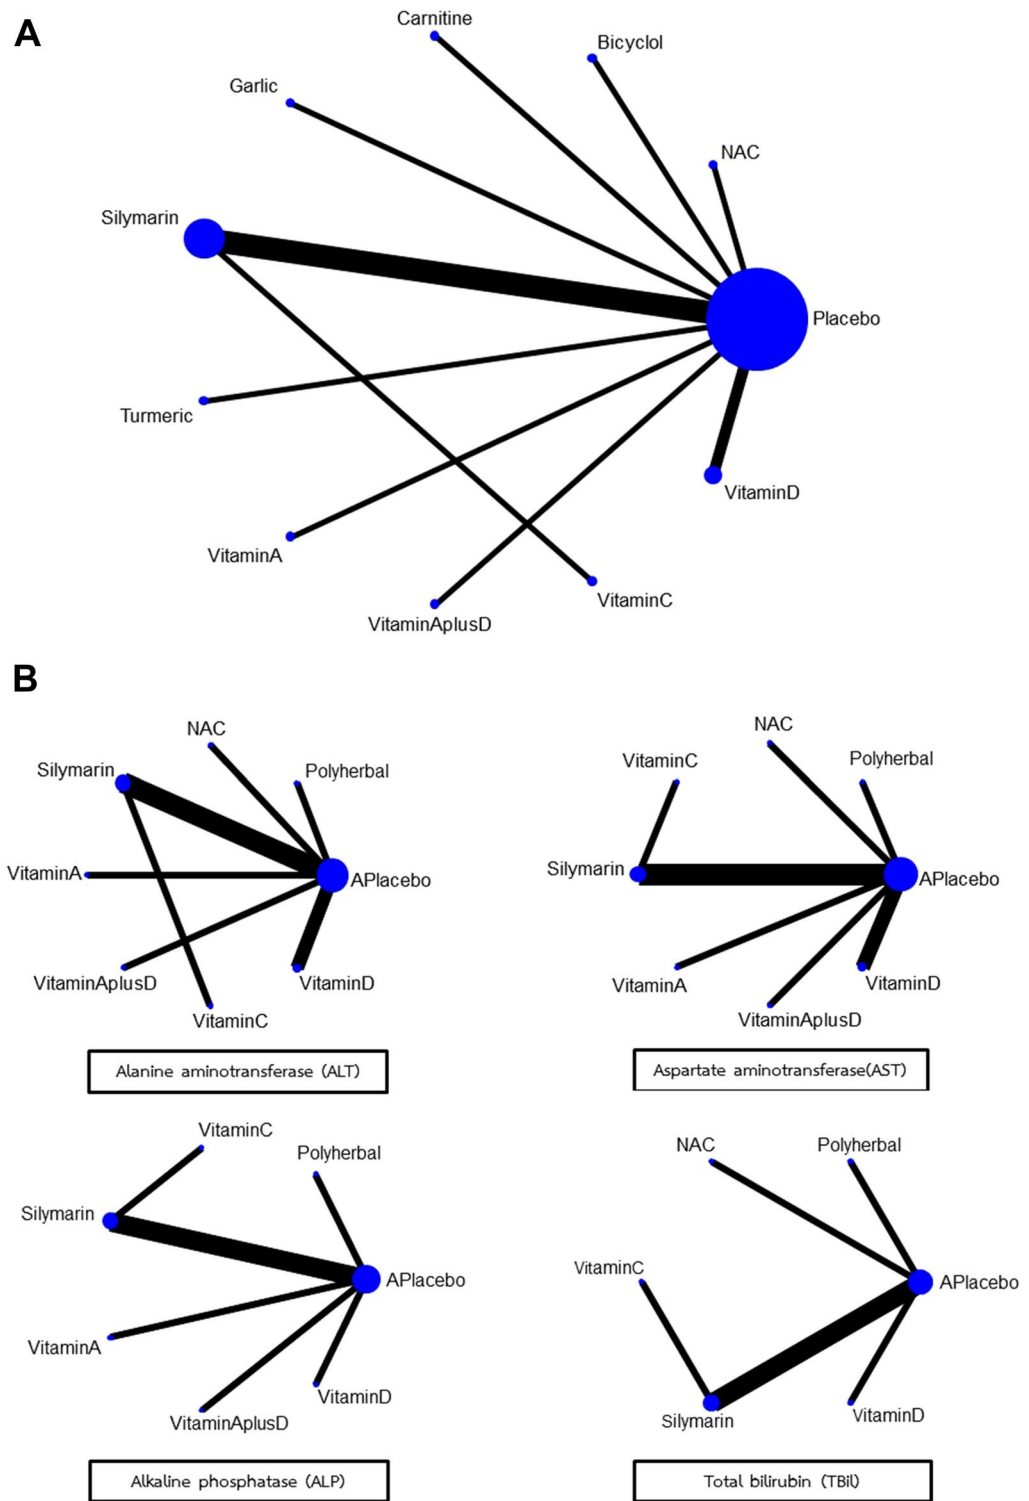 A
Carnitine
Bicyclol
Garlic
NAC
Silymarin
Placebo
Turmeric
VitaminD
VitaminA
VitaminC
VitaminAplusD
B
NAC
Silymarin
Polyherbal
VitaminA
APlacebo
VitaminAplusD
VitaminD
VitaminC
Alanine aminotransferase (ALT)
NAC
VitaminC
Polyherbal
Silymarin
APlacebo
VitaminA
VitaminD
VitaminAplusD
Aspartate aminotransferase(AST)
VitaminC
Polyherbal
Silymarin
APlacebo
VitaminA
VitaminD
VitaminAplusD
Alkaline phosphatase (ALP)
NAC
Polyherbal
VitaminC
APlacebo
Silymarin
VitaminD
Total bilirubin (TBil)